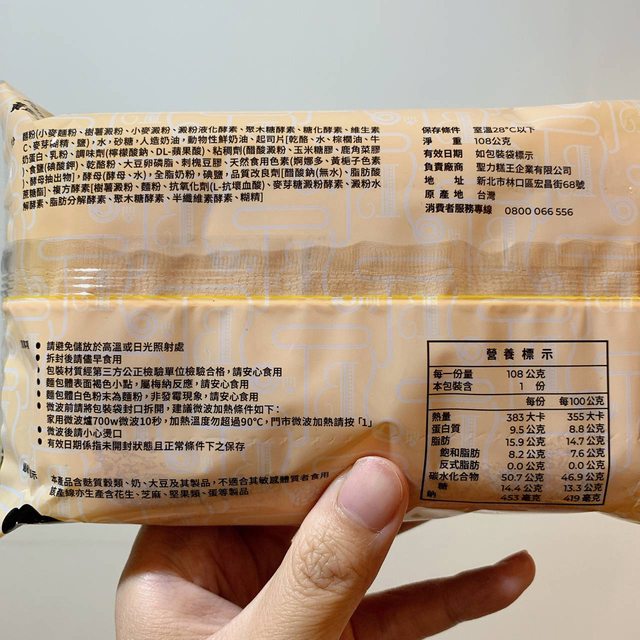 麵粉(小麥麵粉、樹薯澱粉、小麥澱粉、澱粉液化酵素、聚木糖酵素、糖化酵素、維生素
C、麥芽糊精、鹽)，水，砂糖，人造奶油，動物性鮮奶油，起司片[乾酪、水、棕櫚油、牛
奶蛋白、乳粉、調味劑(檸檬酸鈉、DL-蘋果酸)、粘稠劑(醋酸澱粉、玉米糖膠、鹿角菜膠
)、食鹽(碘酸鉀)、乾酪粉、大豆卵磷脂、刺槐豆膠、天然食用色素(婀娜多、黃梔子色素
)、酵母抽出物]，酵母(酵母、水)，全脂奶粉，碘鹽，品質改良劑{醋酸鈉(無水)、脂肪酸
蔗糖酯、複方酵素[樹薯澱粉、麵粉、抗氧化劑(L-抗壞血酸)、麥芽糖澱粉酵素、澱粉水
解酵素、脂肪分解酵素、聚木糖酵素、半纖維素酵素、糊精]
保存條件 室溫28°C以下
淨重 108公克
有效日期 如包裝袋標示
負責廠商 聖力糕王企業有限公司
地址 新北市林口區宏昌街68號
原產地 台灣
消費者服務專線 0800 066 556
• 請避免儲放於高溫或日光照射處
• 拆封後請儘早食用
• 包裝材質經第三方公正檢驗單位檢驗合格，請安心食用
• 麵包體表面褐色小點，屬梅納反應，請安心食用
• 麵包體白色粉末為麵粉，非發霉現象，請安心食用
• 微波前請將包裝袋封口拆開，建議微波加熱條件如下：
家用微波爐700w微波10秒，加熱溫度勿超過90°C，門市微波加熱請按「1」
• 微波後請小心燙口
• 有效日期係指未開封狀態且正常條件下之保存
本產品含麩質穀類、奶、大豆及其製品，不適合其敏感體質者食用
該產線亦生產含花生、芝麻、堅果類、蛋等製品
營養標示
每一份量 108 公克
本包裝含 1 份
每份 每100公克
熱量 383 大卡 355 大卡
蛋白質 9.5 公克 8.8 公克
脂肪 15.9 公克 14.7 公克
飽和脂肪 8.2 公克 7.6 公克
反式脂肪 0.0 公克 0.0 公克
碳水化合物 50.7 公克 46.9 公克
糖 14.4 公克 13.3 公克
鈉 453 毫克 419 毫克